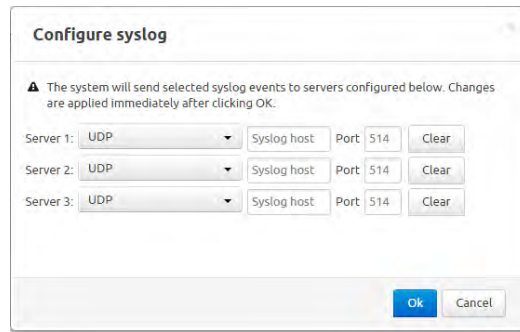 Configure syslog
The system will send selected syslog events to servers configured below. Changes
are applied immediately after clicking OK.
Server 1: UDP Syslog host Port 514 Clear
Server 2: UDP Syslog host Port 514 Clear
Server 3: UDP Syslog host Port 514 Clear
Ok Cancel